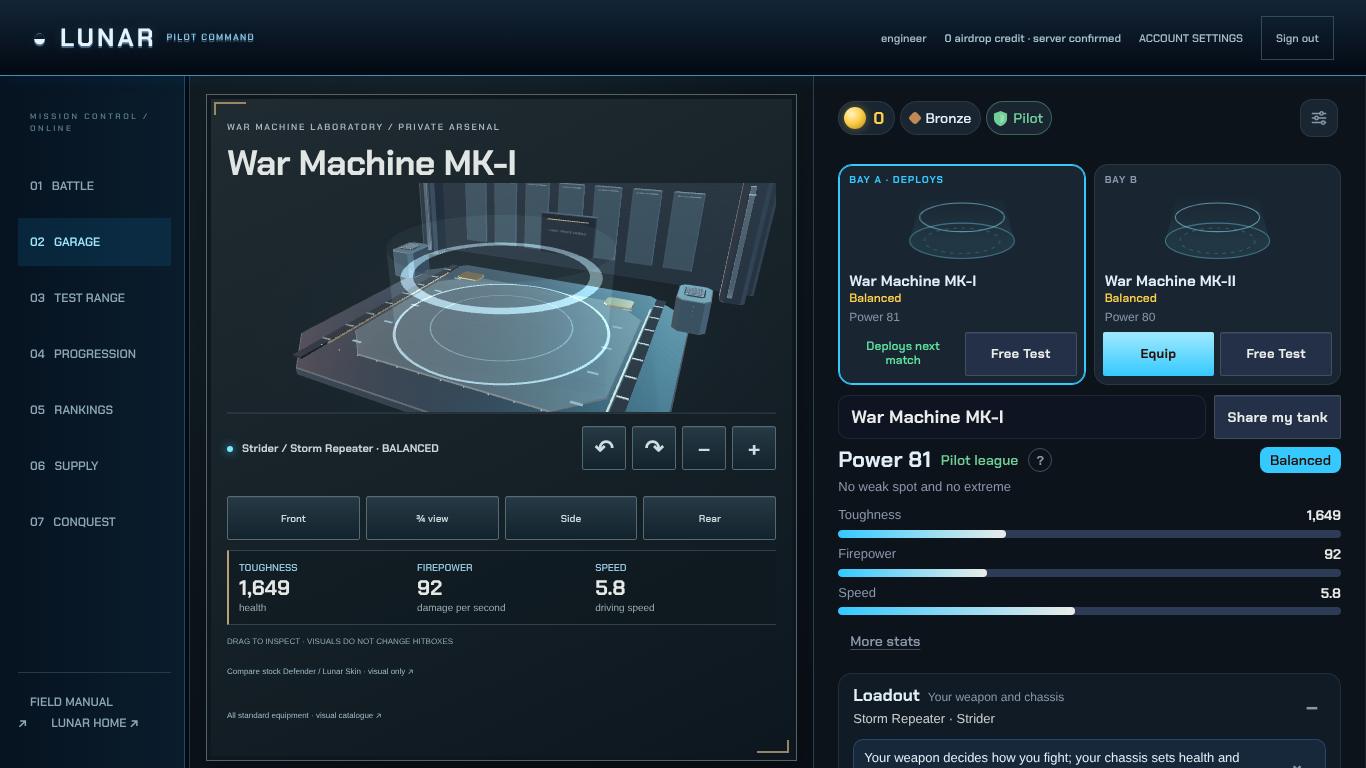 LUNAR PILOT COMMAND
engineer 0 airdrop credit · server confirmed ACCOUNT SETTINGS Sign out
MISSION CONTROL /
ONLINE
01 BATTLE
02 GARAGE
03 TEST RANGE
04 PROGRESSION
05 RANKINGS
06 SUPPLY
07 CONQUEST
FIELD MANUAL
↗ LUNAR HOME ↗
WAR MACHINE LABORATORY / PRIVATE ARSENAL
War Machine MK-I
Strider / Storm Repeater · BALANCED
↶ ↷ − +
Front ¾ view Side Rear
TOUGHNESS FIREPOWER SPEED
1,649 92 5.8
health damage per second driving speed
DRAG TO INSPECT · VISUALS DO NOT CHANGE HITBOXES
Compare stock Defender / Lunar Skin · visual only ↗
All standard equipment · visual catalogue ↗
0 Bronze Pilot
BAY A · DEPLOYS
War Machine MK-I
Balanced
Power 81
Deploys next
match
Free Test
BAY B
War Machine MK-II
Balanced
Power 80
Equip Free Test
War Machine MK-I Share my tank
Power 81 Pilot league ? Balanced
No weak spot and no extreme
Toughness 1,649
Firepower 92
Speed 5.8
More stats
Loadout Your weapon and chassis −
Storm Repeater · Strider
Your weapon decides how you fight; your chassis sets health and